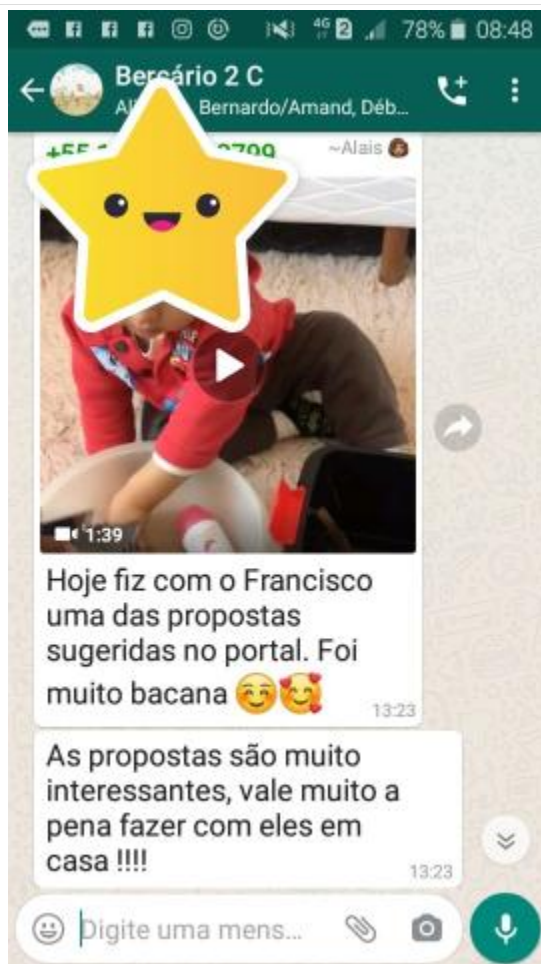 4G 2 78% 08:48
Berçário 2 C
Bernardo/Amand, Déb...
~Alais
1:39
Hoje fiz com o Francisco
uma das propostas
sugeridas no portal. Foi
muito bacana 😊🥰
13:23
As propostas são muito
interessantes, vale muito a
pena fazer com eles em
casa !!!!
13:23
Digite uma mens...